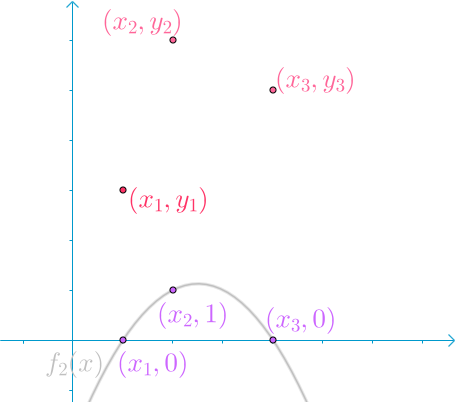 (x₂, y₂)
(x₃, y₃)
(x₁, y₁)
(x₂, 1)
(x₃, 0)
f₂(x)
(x₁, 0)